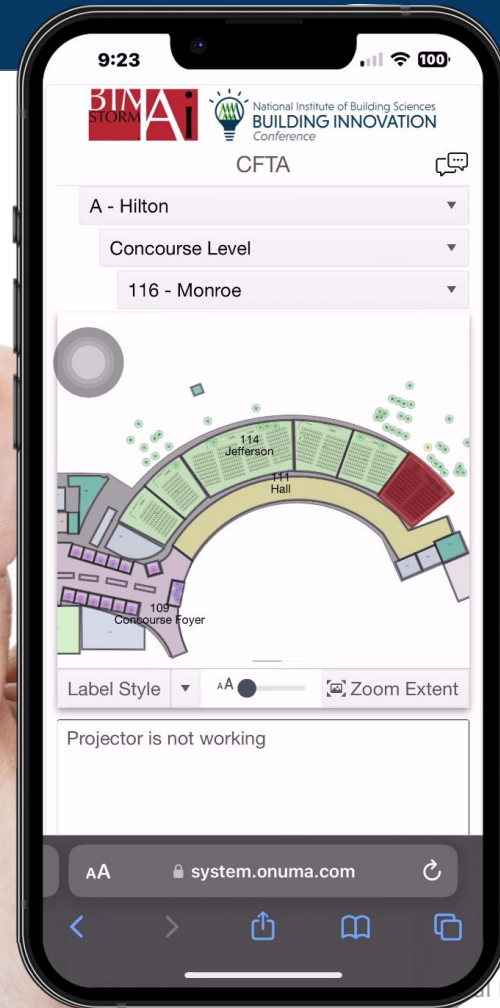 9:23
100
BIM
STORM
Ai
National Institute of Building Sciences
BUILDING INNOVATION
Conference
CFTA
A - Hilton
Concourse Level
116 - Monroe
114
Jefferson
111
Hall
109
Concourse Foyer
Label Style
AA
Zoom Extent
Projector is not working
AA
system.onuma.com